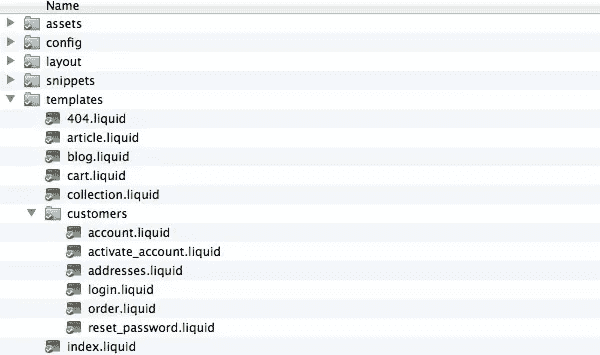 Name
assets
config
layout
snippets
templates
404.liquid
article.liquid
blog.liquid
cart.liquid
collection.liquid
customers
account.liquid
activate_account.liquid
addresses.liquid
login.liquid
order.liquid
reset_password.liquid
index.liquid